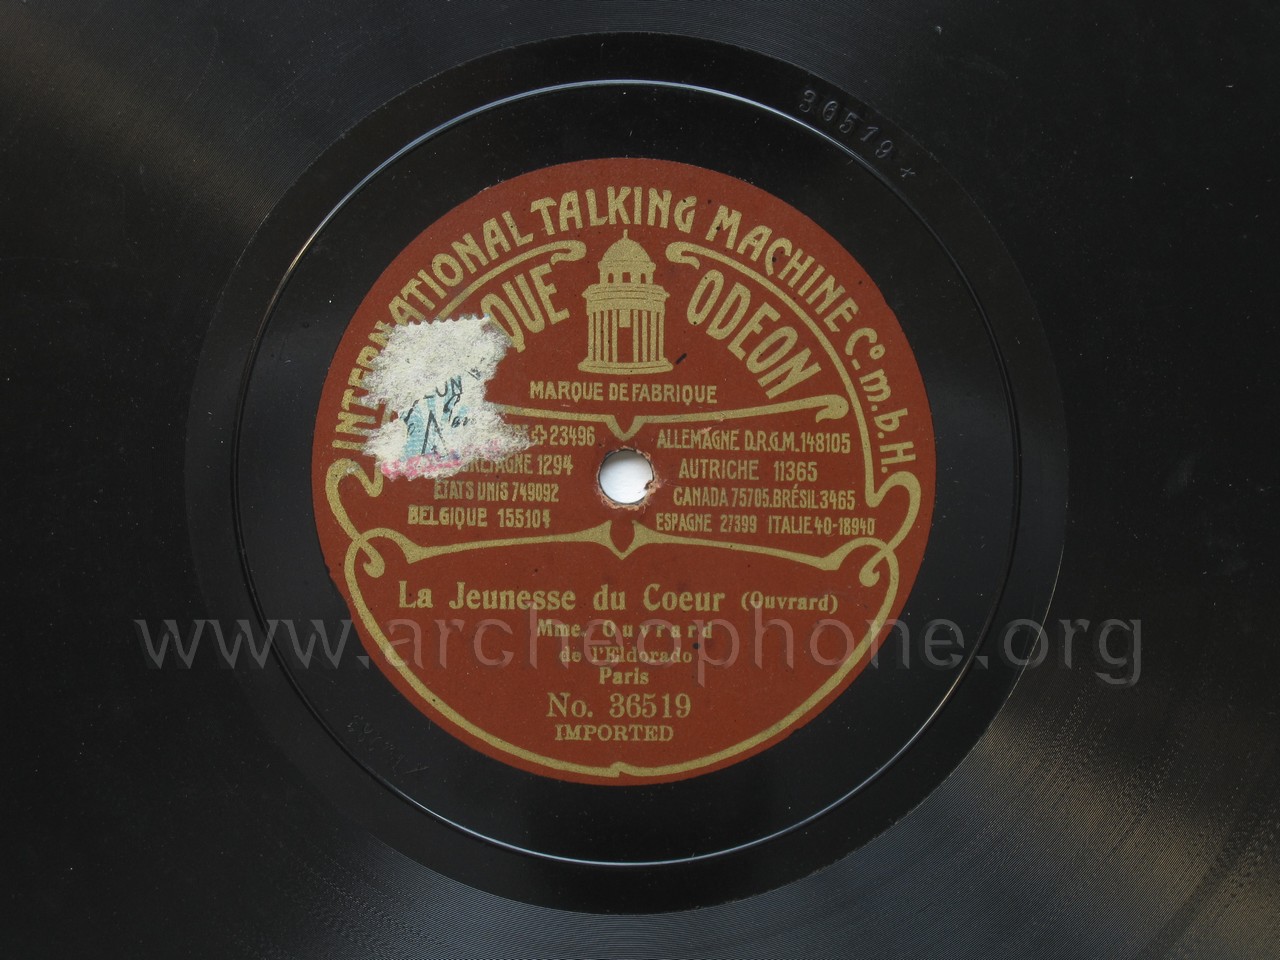 36519
INTERNATIONAL TALKING MACHINE Co. m.b.H.
QUE ODEON
MARQUE DE FABRIQUE
23496 ALLEMAGNE D.R.G.M. 148105
1294 AUTRICHE 11365
ÉTATS UNIS 749092 CANADA 75705. BRÉSIL 3465
BELGIQUE 155104 ESPAGNE 27399 ITALIE 40-18940
La Jeunesse du Coeur (Ouvrard)
Mme. Ouvrard
de l'Eldorado
Paris
No. 36519
IMPORTED
www.archeophone.org